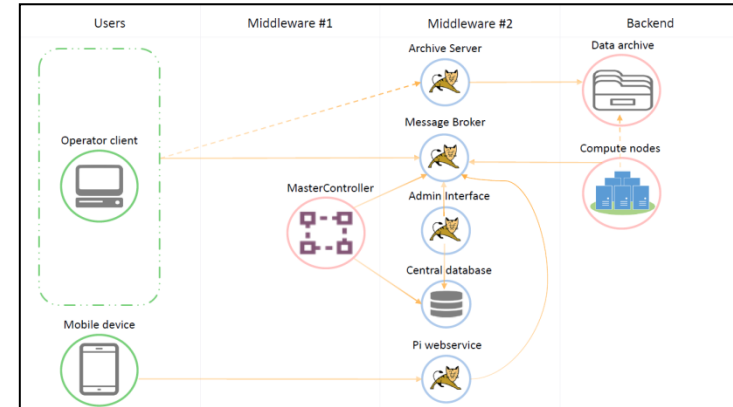 Users
Middleware #1
Middleware #2
Backend
Archive Server
Data archive
Message Broker
Operator client
Compute nodes
MasterController
Admin Interface
Central database
Mobile device
Pi webservice